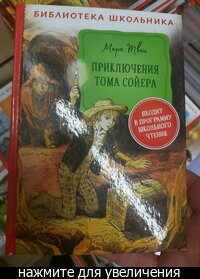 БИБЛИОТЕКА ШКОЛЬНИКА
Марк Твен
ПРИКЛЮЧЕНИЯ
ТОМА СОЙЕРА
ВХОДИТ
В ПРОГРАММУ
ШКОЛЬНОГО
ЧТЕНИЯ
нажмите для увеличения